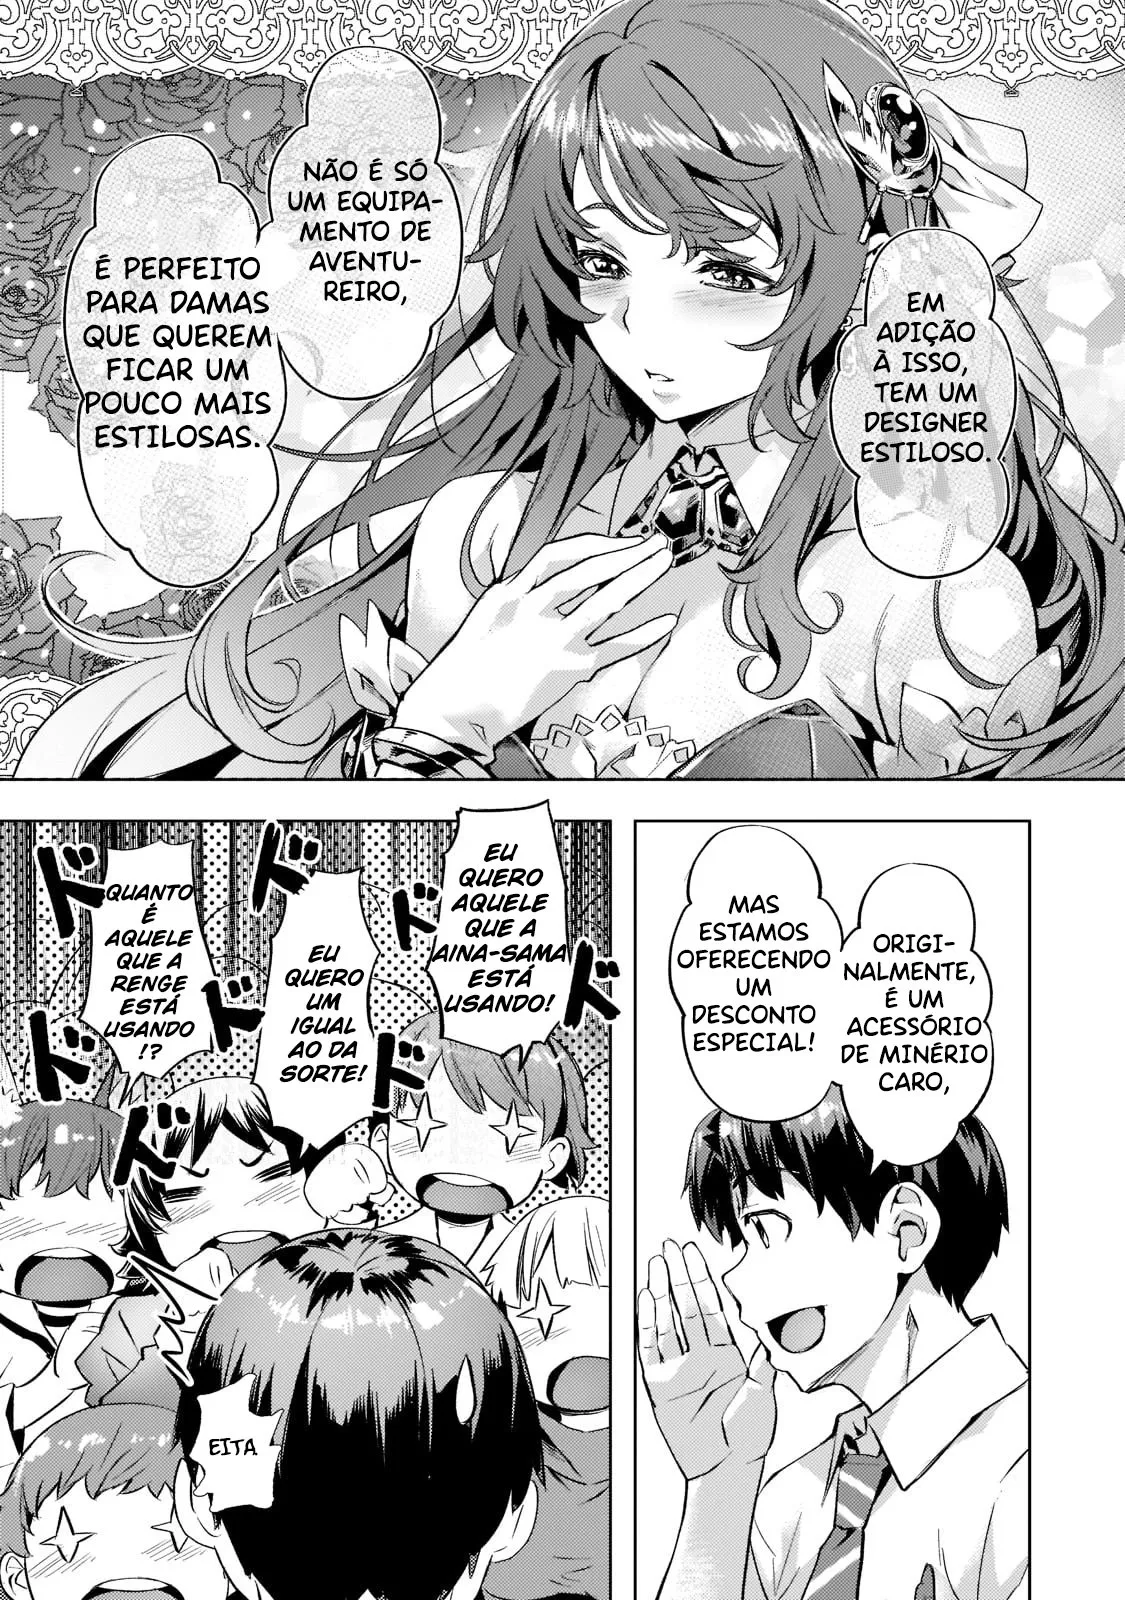 EM
ADIÇÃO
À ISSO,
TEM UM
DESIGNER
ESTILOSO.
NÃO É SÓ
UM EQUIPA-
MENTO DE
AVENTU-
REIRO,
É PERFEITO
PARA DAMAS
QUE QUEREM
FICAR UM
POUCO MAIS
ESTILOSAS.
ORIGI-
NALMENTE,
É UM
ACESSÓRIO
DE MINÉRIO
CARO,
MAS
ESTAMOS
OFERECENDO
UM
DESCONTO
ESPECIAL!
EU
QUERO
AQUELE
QUE A
AINA-SAMA
ESTÁ
USANDO!
EU
QUERO
UM
IGUAL
AO DA
SORTE!
QUANTO
É
AQUELE
QUE A
RENGE
ESTÁ
USANDO
!?
ドドド
ドドド
EITA